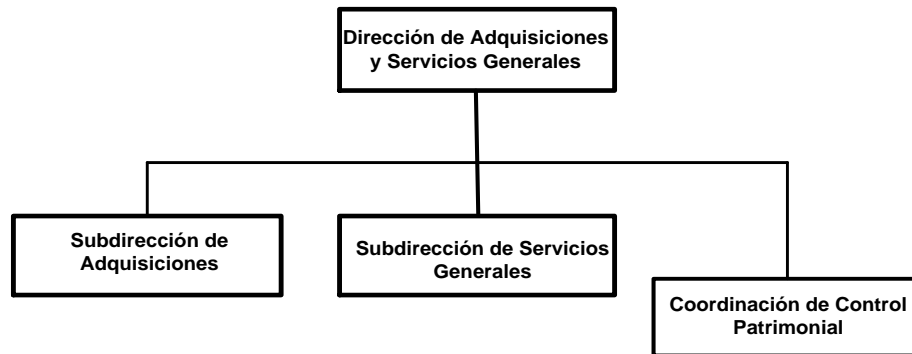 Dirección de Adquisiciones
y Servicios Generales
Subdirección de
Adquisiciones
Subdirección de Servicios
Generales
Coordinación de Control
Patrimonial